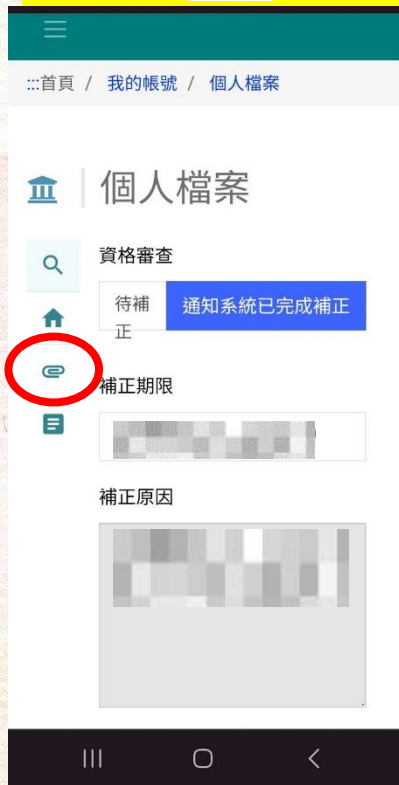 :::首頁 / 我的帳號 / 個人檔案
個人檔案
資格審查
待補正
通知系統已完成補正
補正期限
補正原因